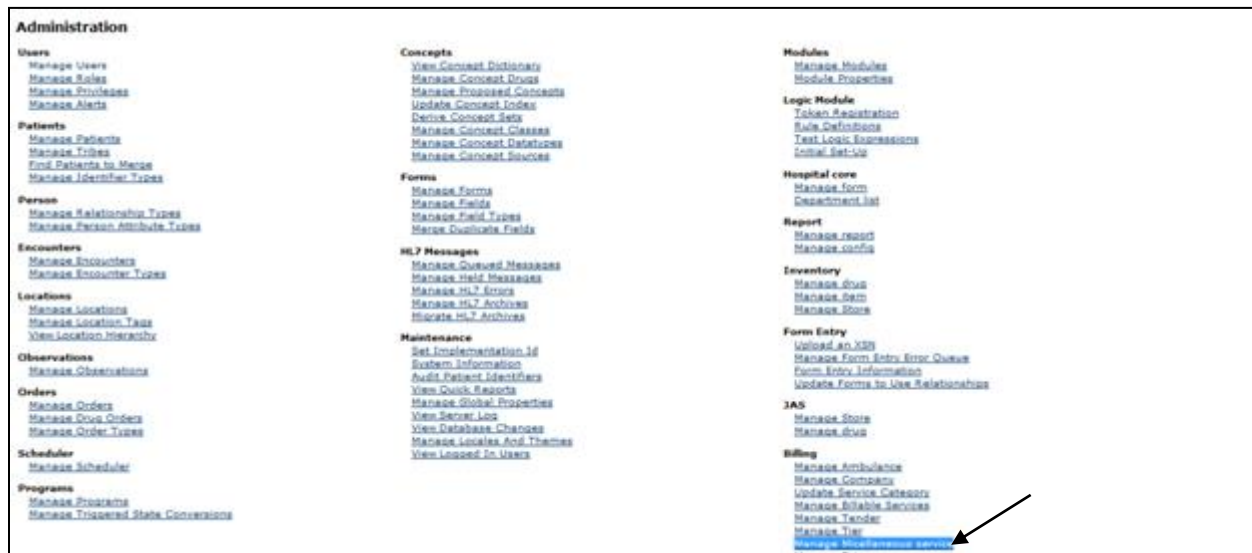 Administration
Users
Manage Users
Manage Roles
Manage Privileges
Manage Alerts
Patients
Manage Patients
Manage Tribes
Find Patients to Merge
Manage Identifier Types
Person
Manage Relationship Types
Manage Person Attribute Types
Encounters
Manage Encounters
Manage Encounter Types
Locations
Manage Locations
Manage Location Tags
View Location Hierarchy
Observations
Manage Observations
Orders
Manage Orders
Manage Drug Orders
Manage Order Types
Scheduler
Manage Scheduler
Programs
Manage Programs
Manage Triggered State Conversions
Concepts
View Concept Dictionary
Manage Concept Drugs
Manage Proposed Concepts
Update Concept Index
Derive Concept Sets
Manage Concept Classes
Manage Concept Datatypes
Manage Concept Sources
Forms
Manage Forms
Manage Fields
Manage Field Types
Merge Duplicate Fields
HL7 Messages
Manage Queued Messages
Manage Held Messages
Manage HL7 Errors
Manage HL7 Archives
Migrate HL7 Archives
Maintenance
Set Implementation Id
System Information
Audit Patient Identifiers
View Quick Reports
Manage Global Properties
View Server Log
View Database Changes
Manage Locales And Themes
View Logged In Users
Modules
Manage Modules
Module Properties
Logic Module
Token Registration
Rule Definitions
Test Logic Expressions
Initial Set-Up
Hospital core
Manage form
Department list
Report
Manage report
Manage config
Inventory
Manage drug
Manage item
Manage Store
Form Entry
Upload an XSN
Manage Form Entry Error Queue
Form Entry Information
Update Forms to Use Relationships
JAS
Manage Store
Manage drug
Billing
Manage Ambulance
Manage Company
Update Service Category
Manage Billable Services
Manage Tender
Manage Tier
Manage Micellaneous service